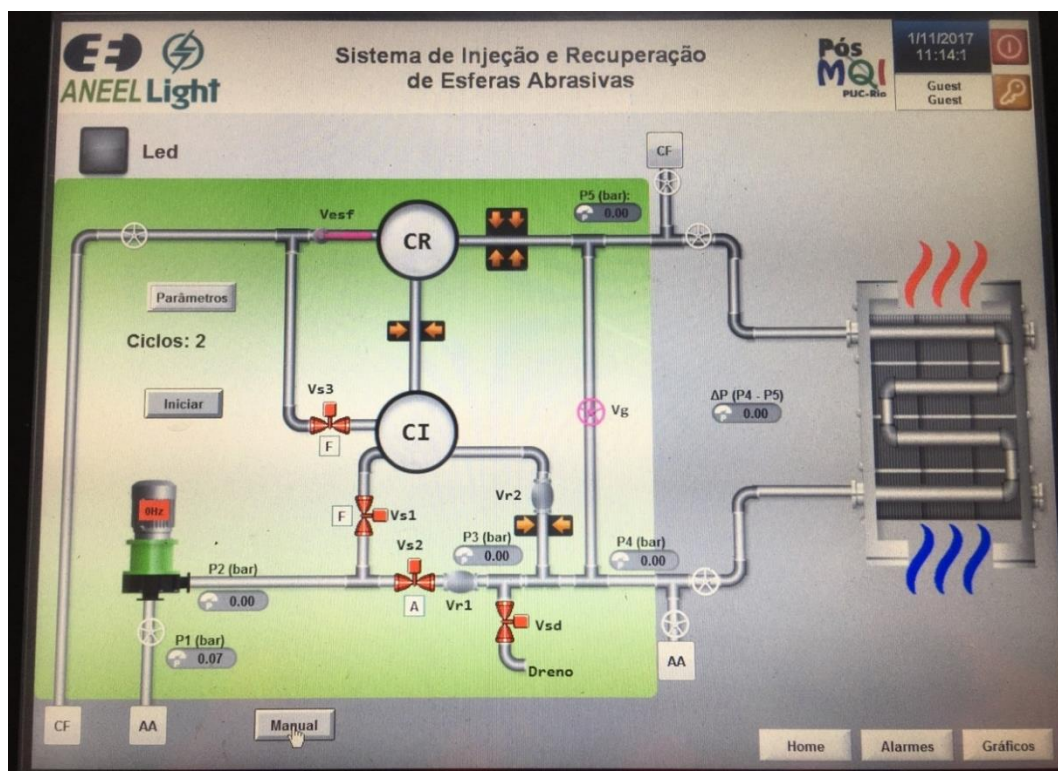 ANEEL Light
Sistema de Injeção e Recuperação
de Esferas Abrasivas
Pós
MQI
PUC-Rio
1/11/2017
11:14:1
Guest
Guest
Led
CF
P5 (bar):
0.00
Vesf
CR
Parâmetros
Ciclos: 2
Iniciar
Vs3
F
CI
Vg
ΔP (P4 - P5)
0.00
0Hz
F
Vs1
Vr2
Vs2
P3 (bar)
0.00
P4 (bar)
0.00
P2 (bar)
0.00
A
Vr1
Vsd
P1 (bar)
0.07
Dreno
AA
CF
AA
Manual
Home
Alarmes
Gráficos